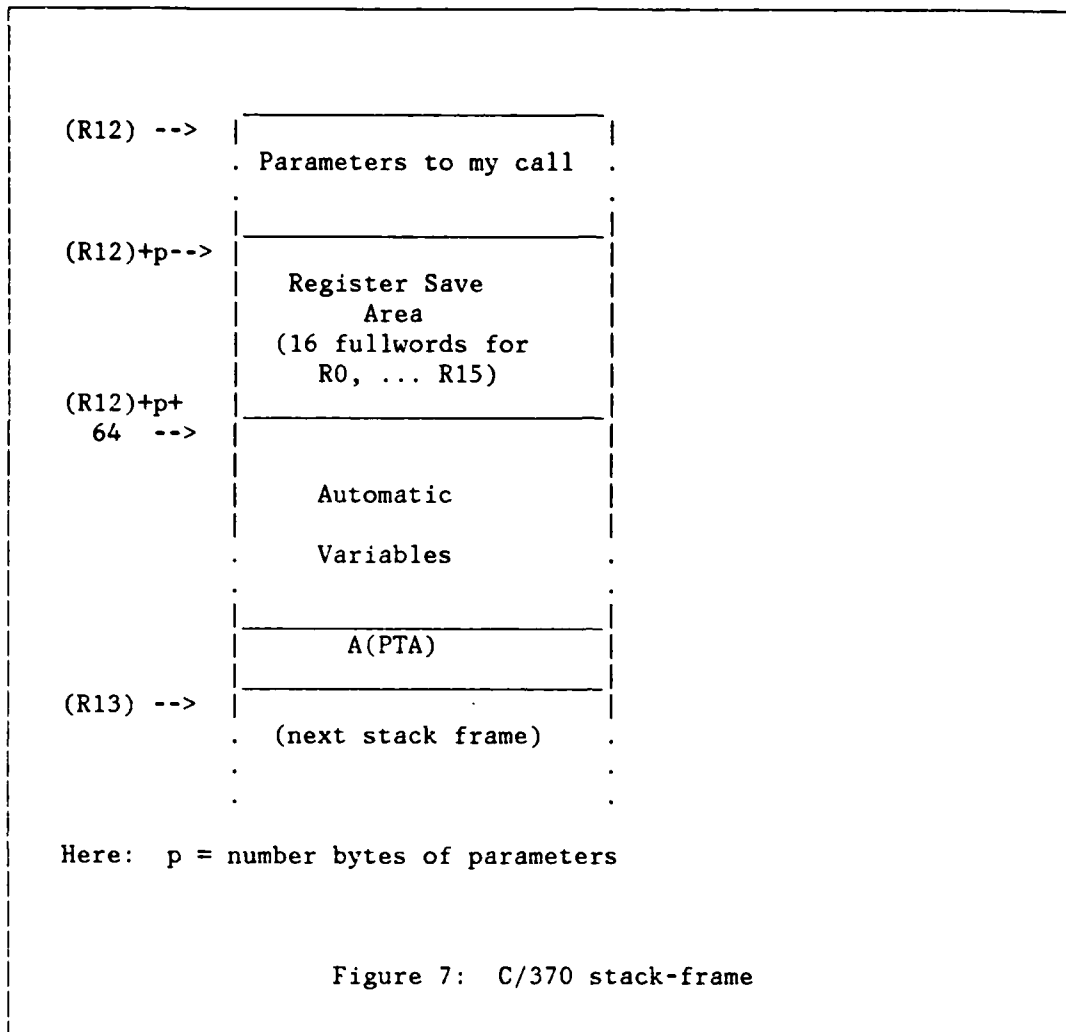 (R12) -->
Parameters to my call
(R12)+p-->
Register Save
Area
(16 fullwords for
R0, ... R15)
(R12)+p+
64 -->
Automatic
Variables
A(PTA)
(R13) -->
(next stack frame)
Here: p = number bytes of parameters
Figure 7: C/370 stack-frame